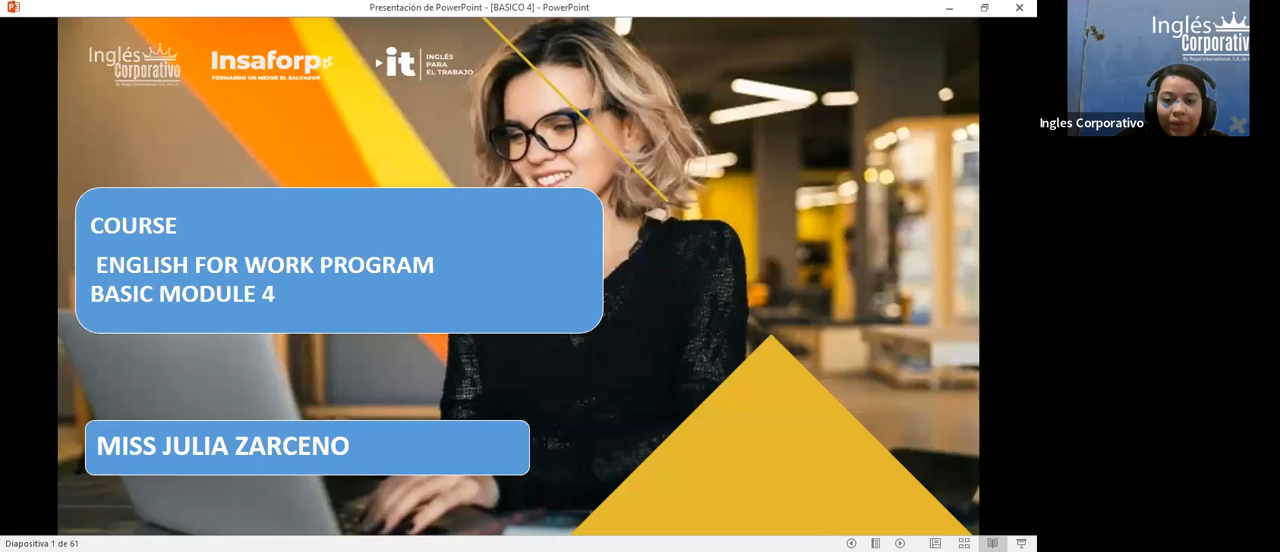 Presentación de PowerPoint - [BASICO 4] - PowerPoint
Inglés
Corporativo
Insaforp
FORMANDO UN MEJOR EL SALVADOR
it
INGLÉS
PARA
EL TRABAJO
COURSE
ENGLISH FOR WORK PROGRAM
BASIC MODULE 4
MISS JULIA ZARCENO
Diapositiva 1 de 61
Inglés
Corporativo
Ingles Corporativo